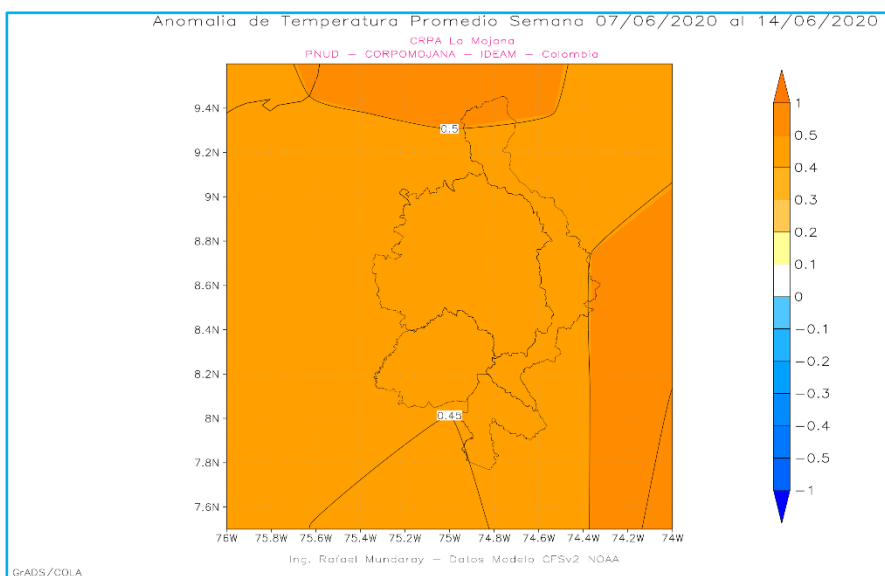 Anomalia de Temperatura Promedio Semana 07/06/2020 al 14/06/2020
CRPA La Mojana
PNUD – CORPOMOJANA – IDEAM – Colombia
9.4N
9.2N
9N
8.8N
8.6N
8.4N
8.2N
8N
7.8N
7.6N
0.5
0.45
76W 75.8W 75.6W 75.4W 75.2W 75W 74.8W 74.6W 74.4W 74.2W 74W
1
0.5
0.4
0.3
0.2
0.1
0
−0.1
−0.2
−0.3
−0.4
−0.5
−1
Ing. Rafael Mundaray – Datos Modelo CFSv2 NOAA
GrADS/COLA